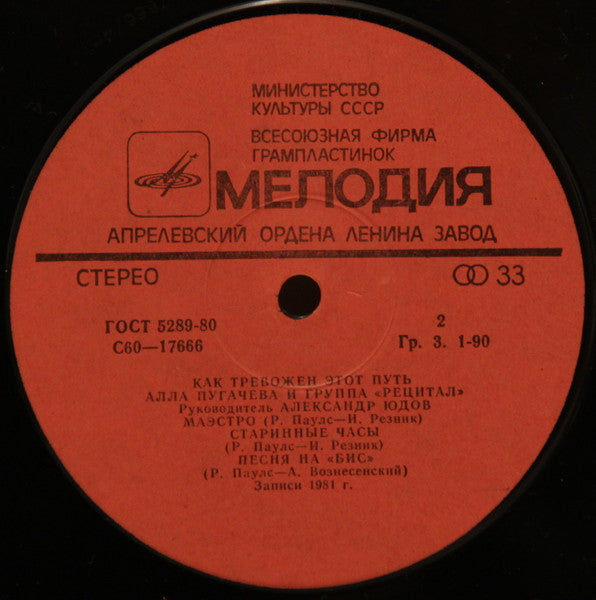 МИНИСТЕРСТВО
КУЛЬТУРЫ СССР
ВСЕСОЮЗНАЯ ФИРМА
ГРАМПЛАСТИНОК
МЕЛОДИЯ
АПРЕЛЕВСКИЙ ОРДЕНА ЛЕНИНА ЗАВОД
СТЕРЕО 33
ГОСТ 5289-80 2
С60—17666 Гр. 3. 1-90
КАК ТРЕВОЖЕН ЭТОТ ПУТЬ
АЛЛА ПУГАЧЕВА И ГРУППА «РЕЦИТАЛ»
Руководитель АЛЕКСАНДР ЮДОВ
МАЭСТРО (Р. Паулс—И. Резник)
СТАРИННЫЕ ЧАСЫ
(Р. Паулс—И. Резник)
ПЕСНЯ НА «БИС»
(Р. Паулс—А. Вознесенский)
Записи 1981 г.